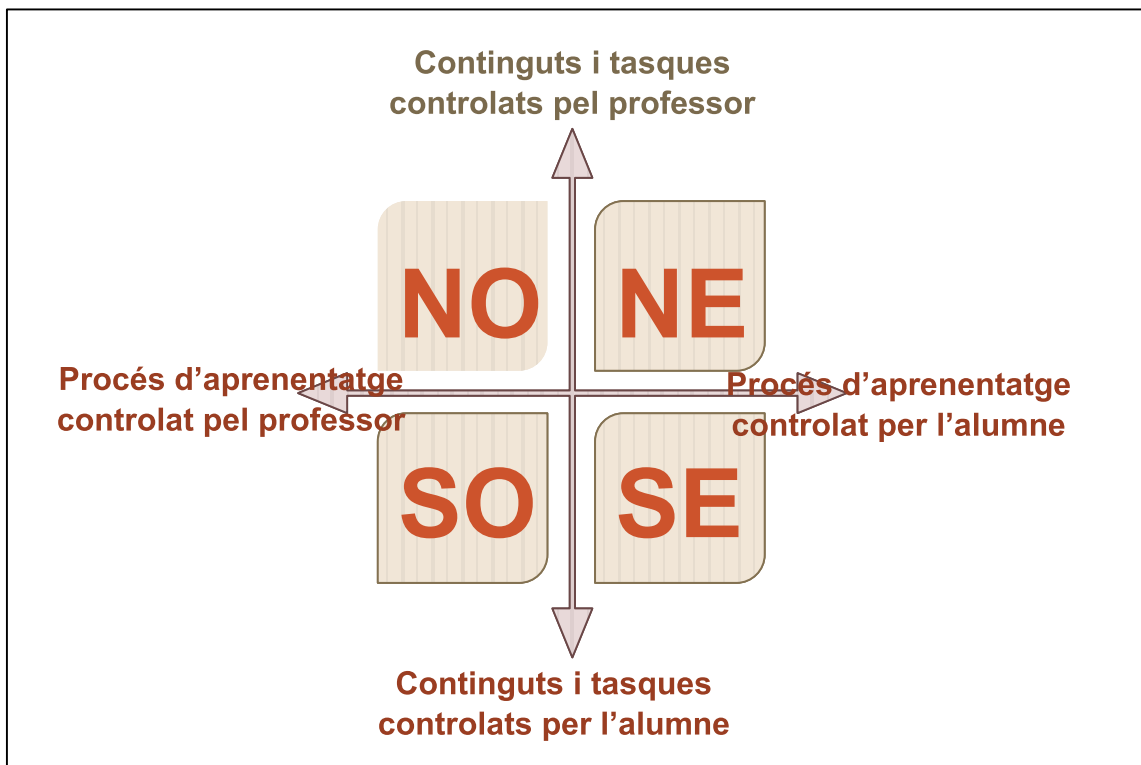 Continguts i tasques
controlats pel professor
NO NE
Procés d’aprenentatge
controlat pel professor
Procés d’aprenentatge
controlat per l’alumne
SO SE
Continguts i tasques
controlats per l’alumne